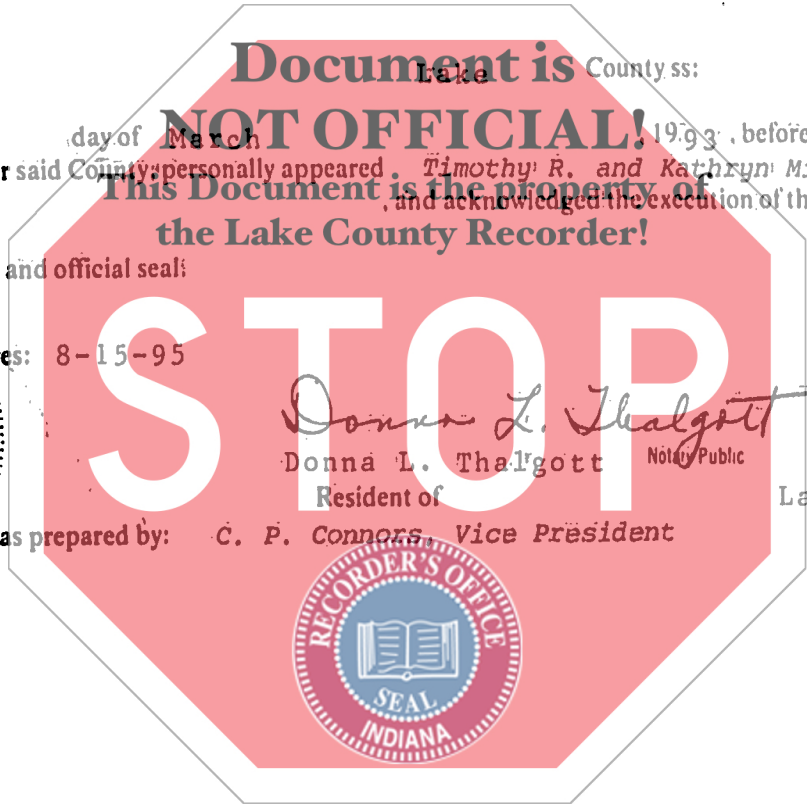 Document is
Lake County ss:
NOT OFFICIAL!
day of March 1993 , before
r said County, personally appeared Timothy R. and Kathryn Mi
This Document is the property of
, and acknowledged the execution of th
the Lake County Recorder!
and official seal:
es: 8-15-95
STOP
Donna L. Thalgott
Donna L. Thalgott Notary Public
Resident of La
as prepared by: C. P. Connors, Vice President
RECORDER'S OFFICE
SEAL
INDIANA